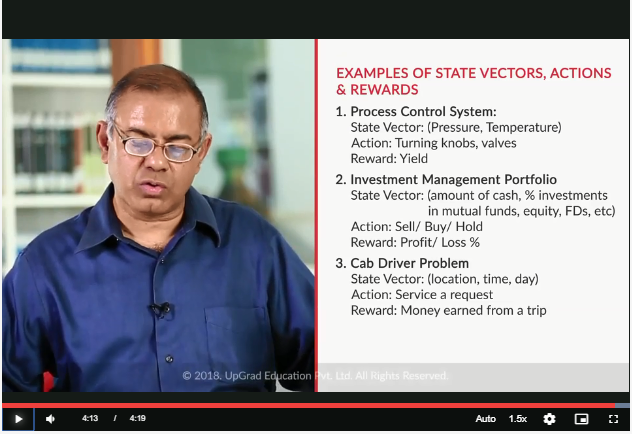 EXAMPLES OF STATE VECTORS, ACTIONS
& REWARDS
1. Process Control System:
State Vector: (Pressure, Temperature)
Action: Turning knobs, valves
Reward: Yield
2. Investment Management Portfolio
State Vector: (amount of cash, % investments
in mutual funds, equity, FDs, etc)
Action: Sell/ Buy/ Hold
Reward: Profit/ Loss %
3. Cab Driver Problem
State Vector: (location, time, day)
Action: Service a request
Reward: Money earned from a trip
© 2018. UpGrad Education Pvt. Ltd. All Rights Reserved.
4:13 / 4:19 Auto 1.5x